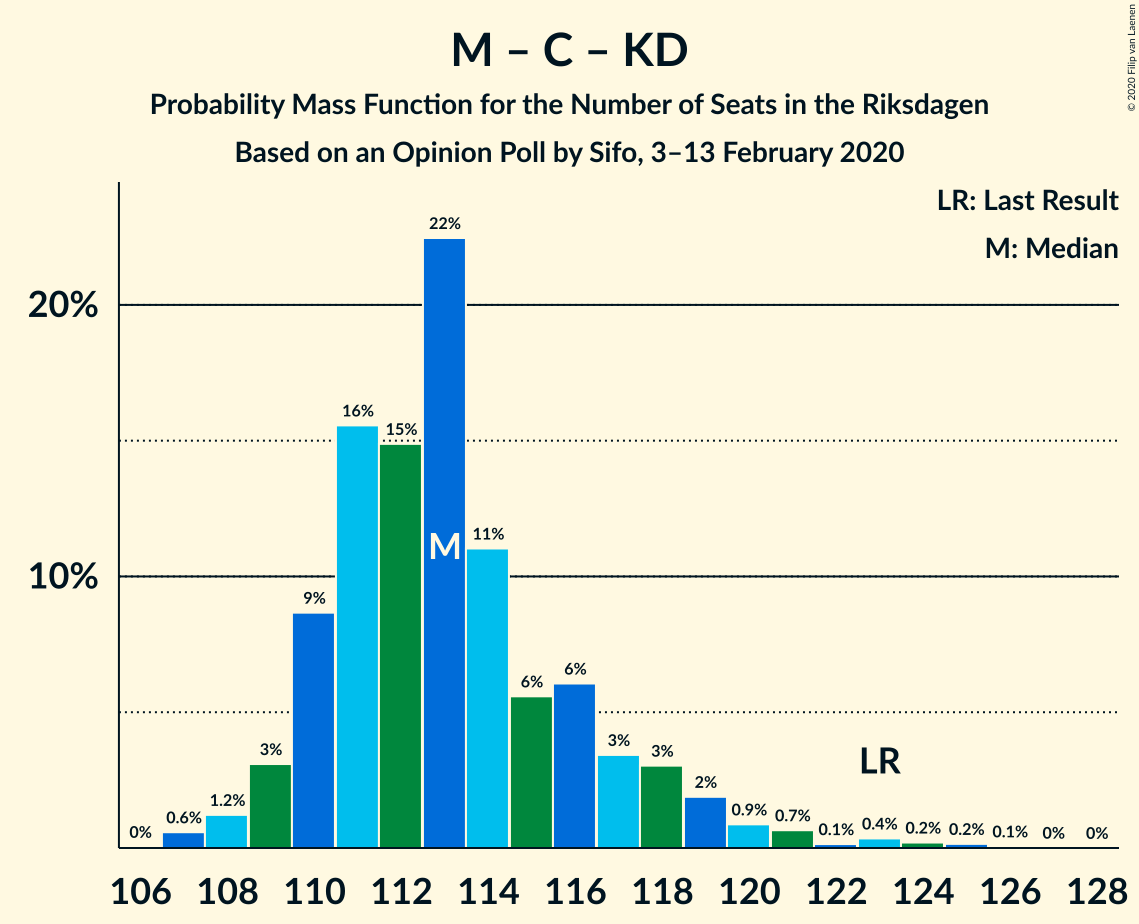 M – C – KD
Probability Mass Function for the Number of Seats in the Riksdagen
Based on an Opinion Poll by Sifo, 3–13 February 2020
© 2020 Filip van Laenen
LR: Last Result
M: Median
20%
10%
0%
0.6%
1.2%
3%
9%
16%
15%
22%
11%
6%
6%
3%
3%
2%
0.9%
0.7%
0.1%
0.4%
0.2%
0.2%
0.1%
0%
0%
M
LR
106 108 110 112 114 116 118 120 122 124 126 128